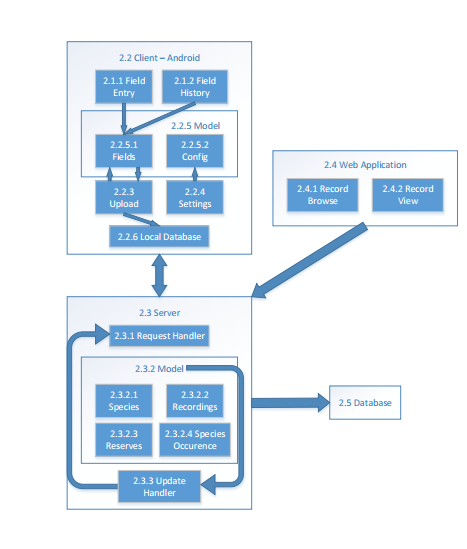 2.2 Client – Android
2.1.1 Field
Entry
2.1.2 Field
History
2.2.5 Model
2.2.5.1
Fields
2.2.5.2
Config
2.2.3
Upload
2.2.4
Settings
2.2.6 Local Database
2.4 Web Application
2.4.1 Record
Browse
2.4.2 Record
View
2.3 Server
2.3.1 Request Handler
2.3.2 Model
2.3.2.1
Species
2.3.2.2
Recordings
2.3.2.3
Reserves
2.3.2.4 Species
Occurence
2.3.3 Update
Handler
2.5 Database